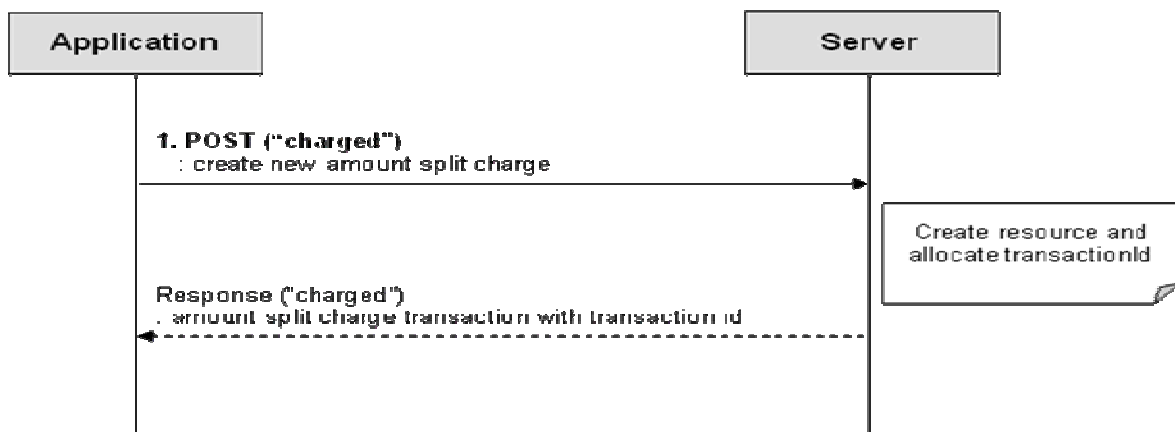 Application
Server
1. POST ("charged")
: create new amount split charge
Create resource and
allocate transactionId
Response ("charged")
: amount split charge transaction with transaction id